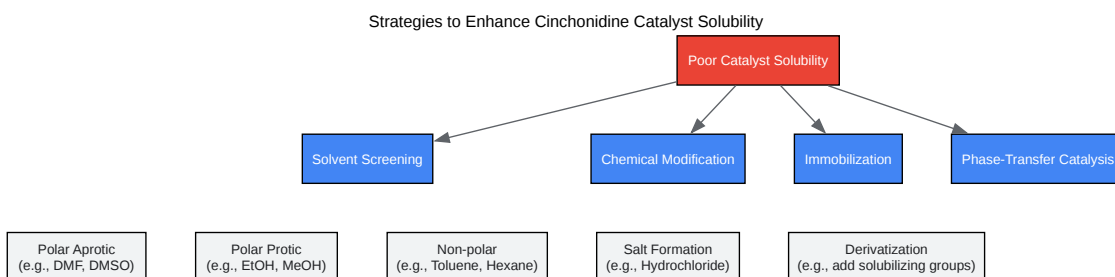 Strategies to Enhance Cinchonidine Catalyst Solubility
Poor Catalyst Solubility
Solvent Screening
Chemical Modification
Immobilization
Phase-Transfer Catalysis
Polar Aprotic
(e.g., DMF, DMSO)
Polar Protic
(e.g., EtOH, MeOH)
Non-polar
(e.g., Toluene, Hexane)
Salt Formation
(e.g., Hydrochloride)
Derivatization
(e.g., add solubilizing groups)